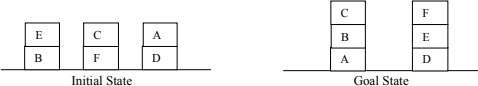 C F
E C A B E
B F D A D
Initial State Goal State